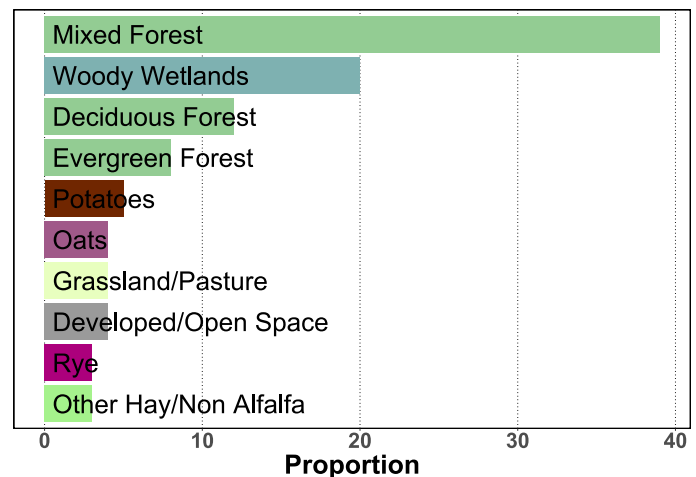 Mixed Forest
Woody Wetlands
Deciduous Forest
Evergreen Forest
Potatoes
Oats
Grassland/Pasture
Developed/Open Space
Rye
Other Hay/Non Alfalfa
0 10 20 30 40
Proportion